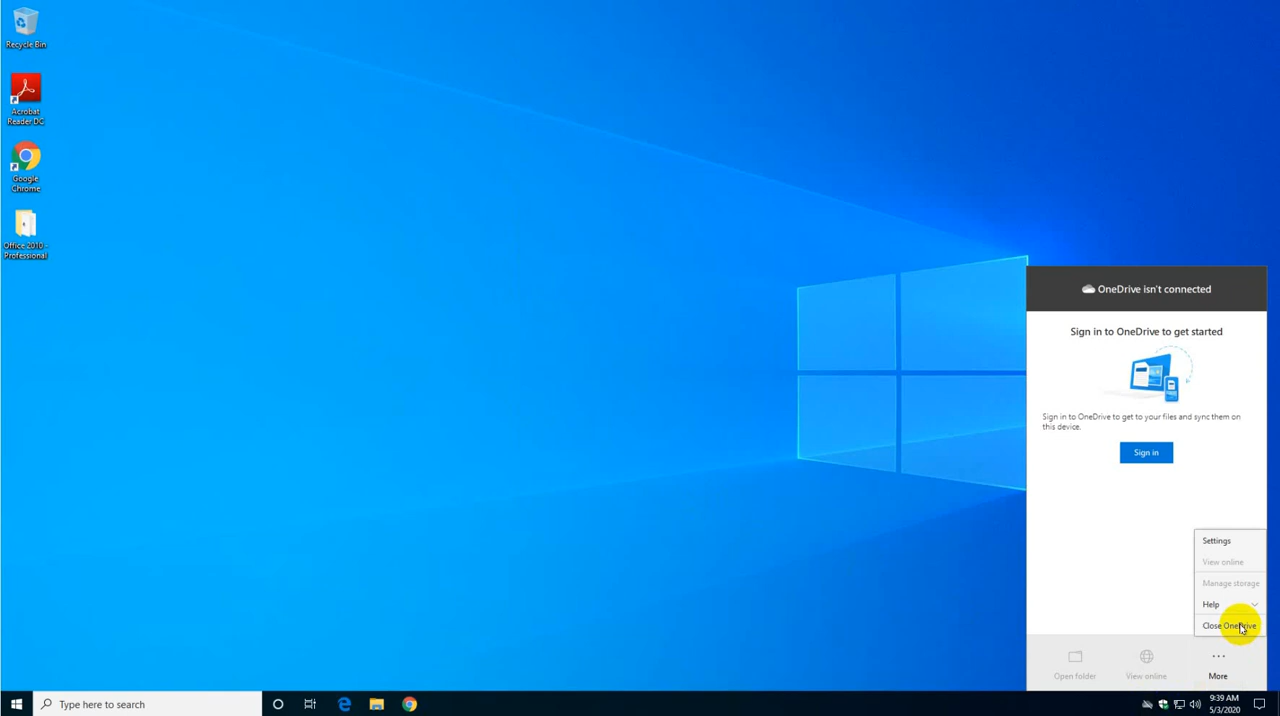 Recycle Bin
Acrobat
Reader DC
Google
Chrome
Office 2010 -
Professional
OneDrive isn't connected
Sign in to OneDrive to get started
Sign in to OneDrive to get to your files and sync them on
this device.
Sign in
Settings
View online
Manage storage
Help
Close OneDrive
Open folder
View online
More
Type here to search
9:39 AM
5/3/2020